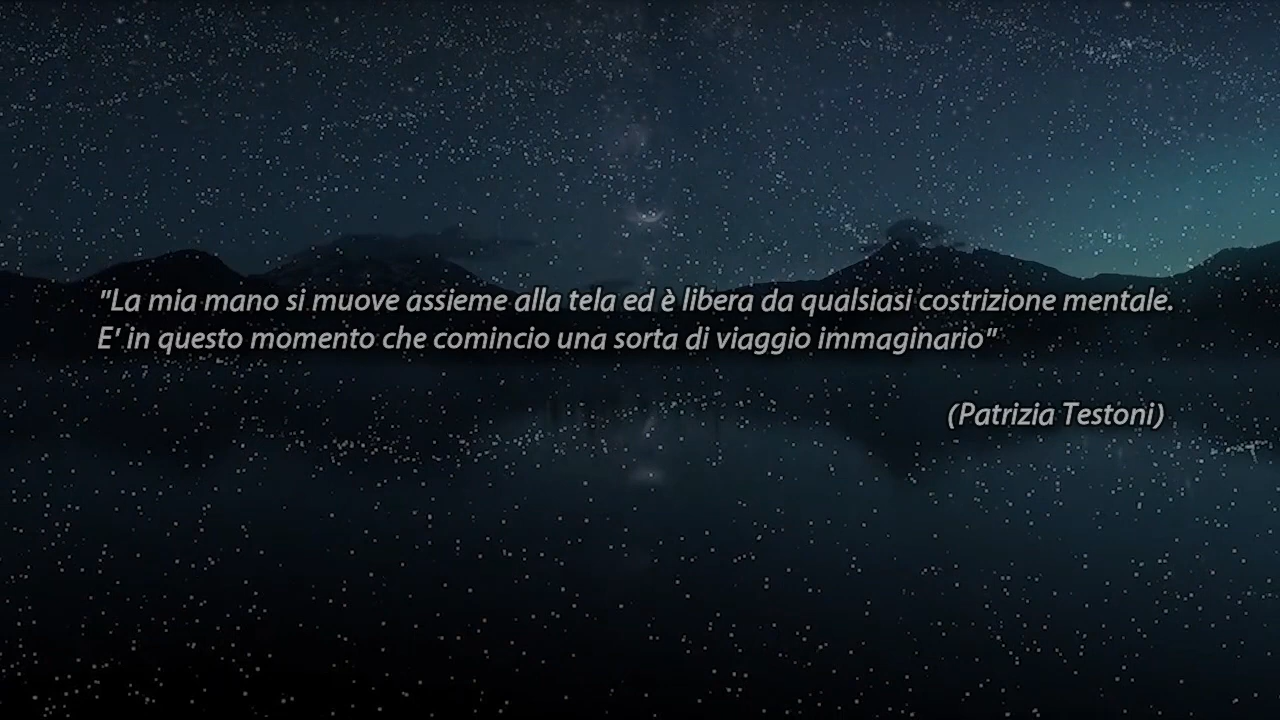 "La mia mano si muove assieme alla tela ed è libera da qualsiasi costrizione mentale.
E' in questo momento che comincio una sorta di viaggio immaginario"
(Patrizia Testoni)